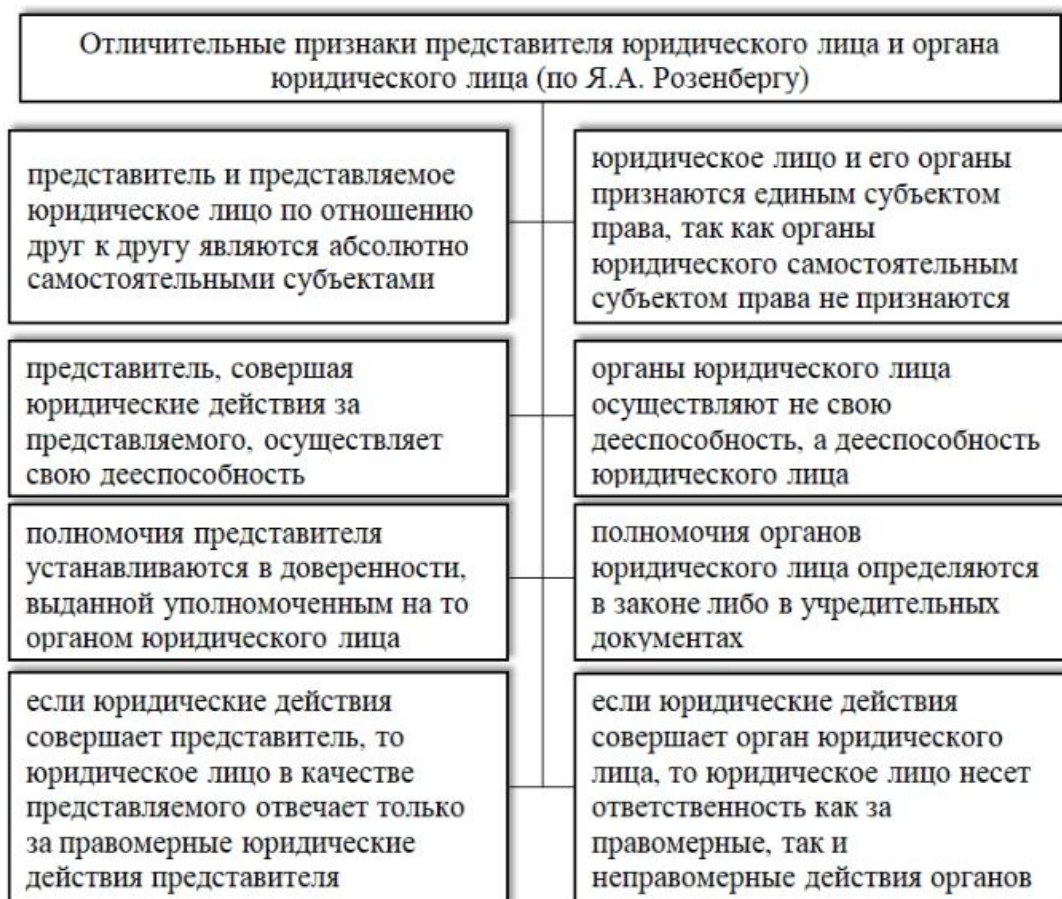 Отличительные признаки представителя юридического лица и органа
юридического лица (по Я.А. Розенбергу)
представитель и представляемое
юридическое лицо по отношению
друг к другу являются абсолютно
самостоятельными субъектами
юридическое лицо и его органы
признаются единым субъектом
права, так как органы
юридического самостоятельным
субъектом права не признаются
представитель, совершая
юридические действия за
представляемого, осуществляет
свою дееспособность
органы юридического лица
осуществляют не свою
дееспособность, а дееспособность
юридического лица
полномочия представителя
устанавливаются в доверенности,
выданной уполномоченным на то
органом юридического лица
полномочия органов
юридического лица определяются
в законе либо в учредительных
документах
если юридические действия
совершает представитель, то
юридическое лицо в качестве
представляемого отвечает только
за правомерные юридические
действия представителя
если юридические действия
совершает орган юридического
лица, то юридическое лицо несет
ответственность как за
правомерные, так и
неправомерные действия органов